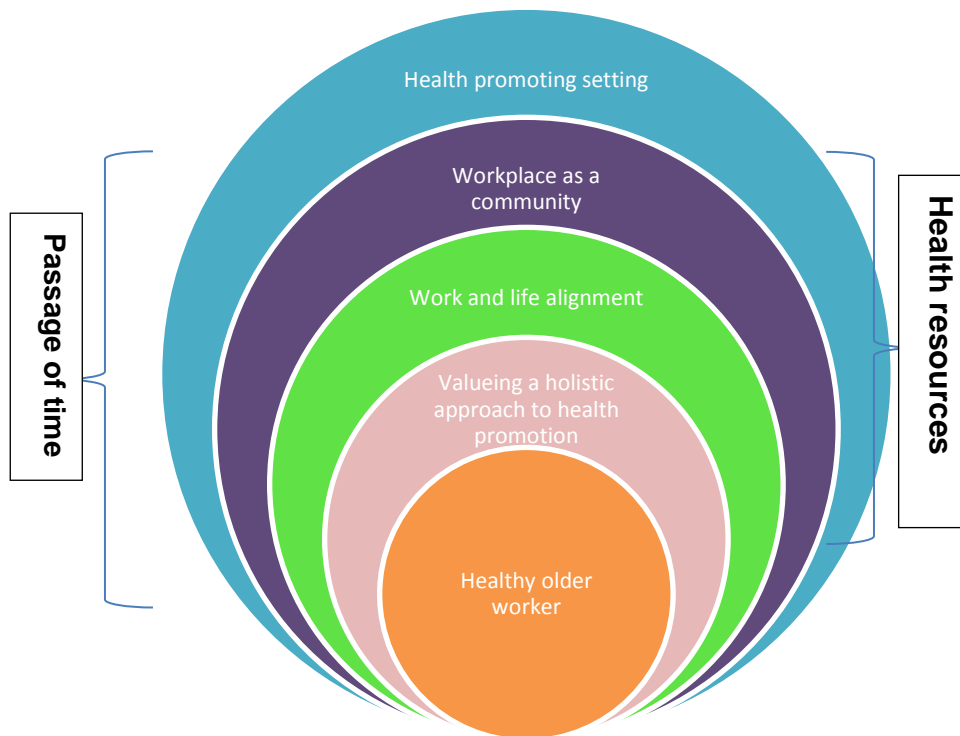 Health promoting setting
Workplace as a
community
Work and life alignment
Valueing a holistic
approach to health
promotion
Healthy older
worker
Passage of time
Health resources